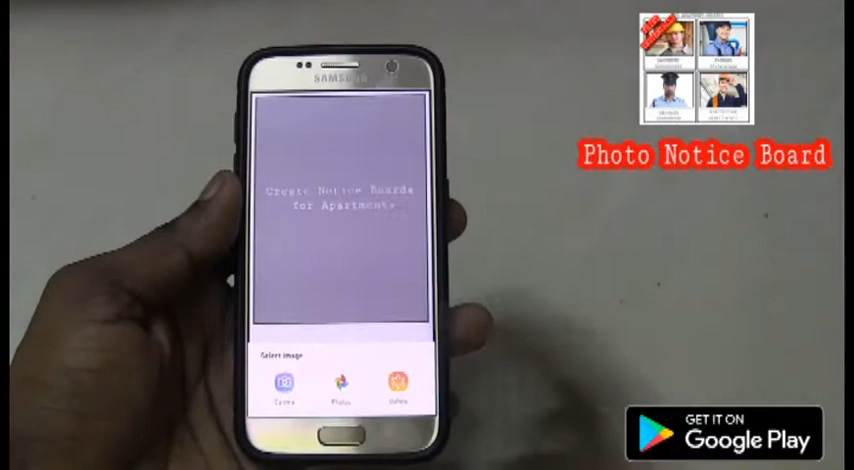 SAMSUNG
Create Notice Boards
for Apartments
Select Image
Camera
Photos
Gallery
Photo Notice Board
GET IT ON
Google Play